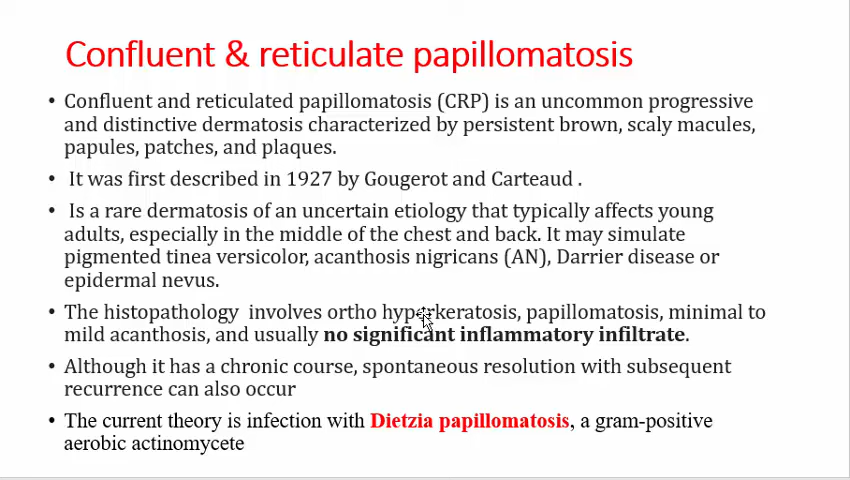 Confluent & reticulate papillomatosis
• Confluent and reticulated papillomatosis (CRP) is an uncommon progressive
and distinctive dermatosis characterized by persistent brown, scaly macules,
papules, patches, and plaques.
• It was first described in 1927 by Gougerot and Carteaud .
• Is a rare dermatosis of an uncertain etiology that typically affects young
adults, especially in the middle of the chest and back. It may simulate
pigmented tinea versicolor, acanthosis nigricans (AN), Darrier disease or
epidermal nevus.
• The histopathology involves ortho hyperkeratosis, papillomatosis, minimal to
mild acanthosis, and usually no significant inflammatory infiltrate.
• Although it has a chronic course, spontaneous resolution with subsequent
recurrence can also occur
• The current theory is infection with Dietzia papillomatosis, a gram-positive
aerobic actinomycete